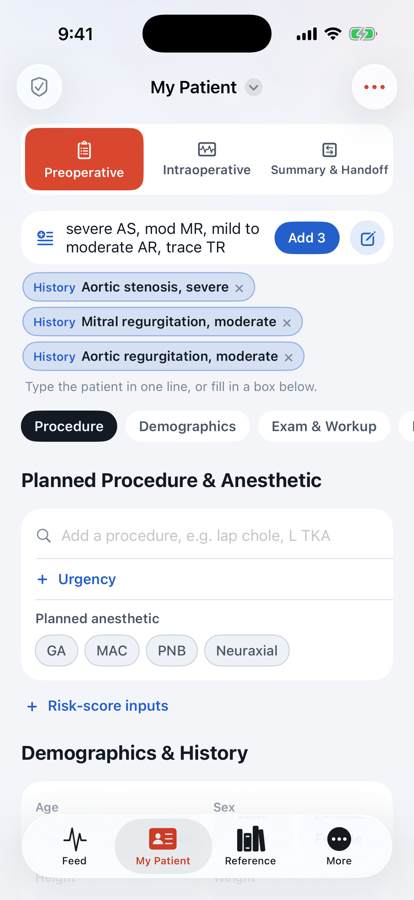 9:41
My Patient
Preoperative
Intraoperative
Summary & Handoff
severe AS, mod MR, mild to
moderate AR, trace TR
Add 3
History Aortic stenosis, severe ×
History Mitral regurgitation, moderate ×
History Aortic regurgitation, moderate ×
Type the patient in one line, or fill in a box below.
Procedure
Demographics
Exam & Workup
Planned Procedure & Anesthetic
Add a procedure, e.g. lap chole, L TKA
+ Urgency
Planned anesthetic
GA
MAC
PNB
Neuraxial
+ Risk-score inputs
Demographics & History
Age
Sex
Feed
My Patient
Reference
More
Height
Weight